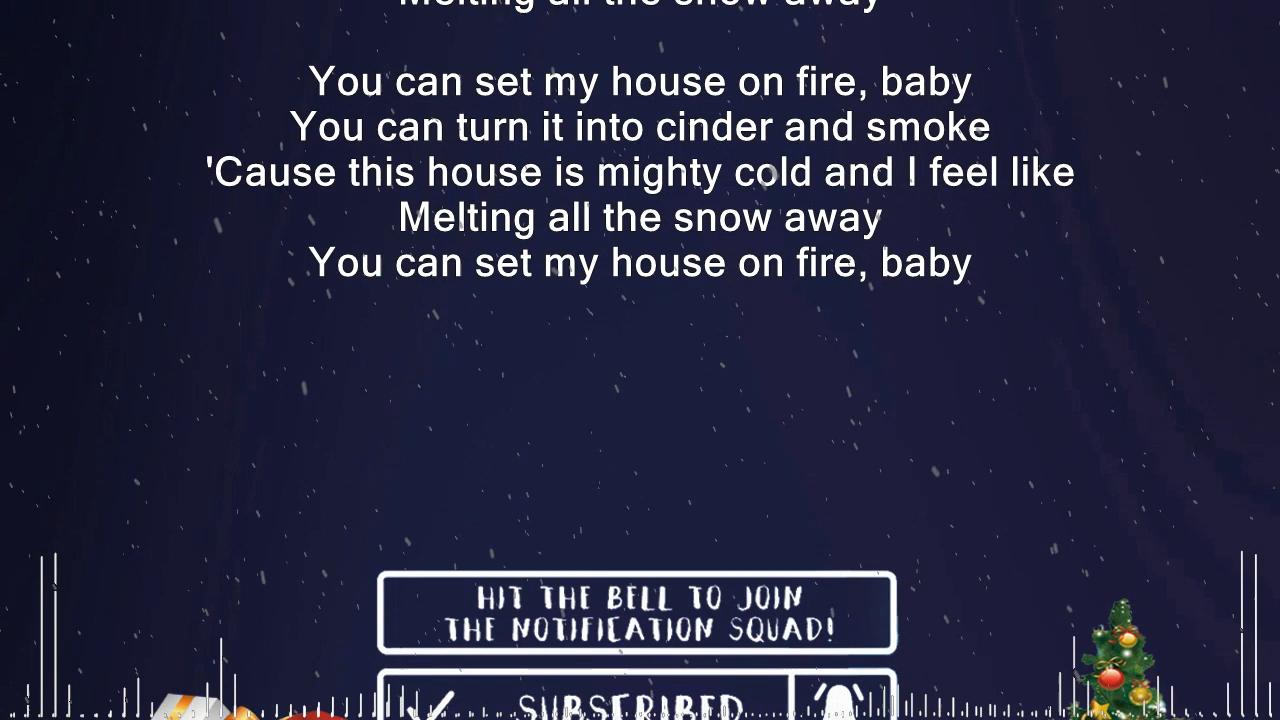 Melting all the snow away
You can set my house on fire, baby
You can turn it into cinder and smoke
'Cause this house is mighty cold and I feel like
Melting all the snow away
You can set my house on fire, baby
HIT THE BELL TO JOIN
THE NOTIFICATION SQUAD!
SUBSCRIBED